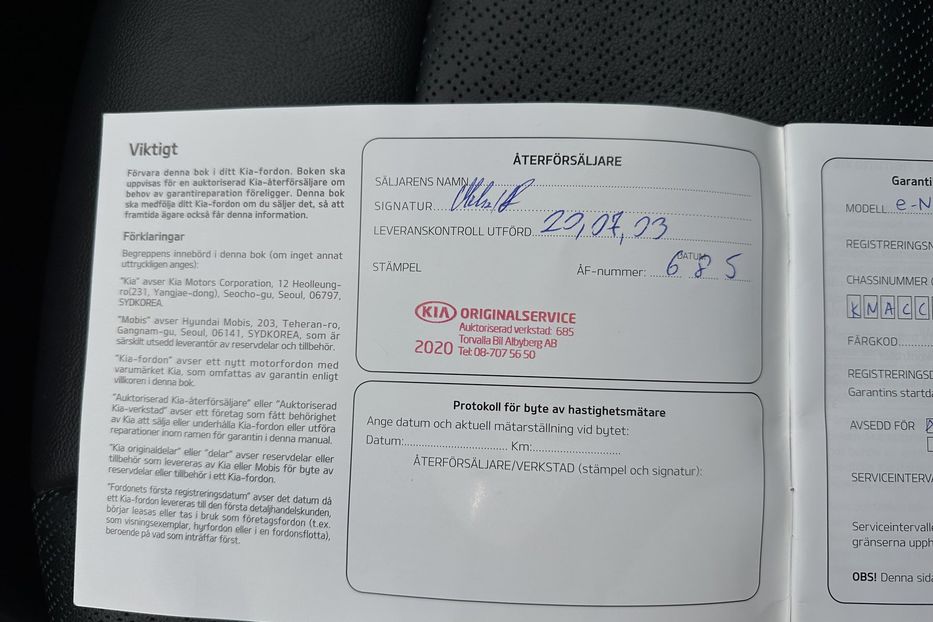 Viktigt
Förvara denna bok i ditt Kia-fordon. Boken ska
uppvisas för en auktoriserad Kia-återförsäljare om
behov av garantireparation föreligger. Denna bok
ska medfölja ditt fordon om du säljer det, så att
framtida ägare också får denna information.
Förklaringar
Begreppens innebörd i denna bok (om inget annat
uttryckligen anges):
"Kia" avser Kia Motors Corporation, 12 Heolleung-
ro(231, Yangjae-dong), Seocho-gu, Seoul, 06797,
SYDKOREA.
"Mobis" avser Hyundai Mobis, 203, Teheran-ro,
Gangnam-gu, Seoul, 06141, SYDKOREA, som är
särskilt utsedd leverantör av reservdelar och tillbehör.
"Kia-fordon" avser ett nytt motorfordon med
varumärket Kia, som omfattas av garantin enligt
villkoren i denna bok.
"Auktoriserad Kia-återförsäljare" eller "Auktoriserad
Kia-verkstad" avser ett företag som fått behörighet
av Kia att sälja eller underhålla Kia-fordon eller utföra
reparationer inom ramen för garantin i denna manual.
"Kia originaldelar" eller "delar" avser reservdelar eller
tillbehör som levereras av Kia eller Mobis för byte av
reservdelar eller tillbehör i ett Kia-fordon.
"Fordonets första registreringsdatum" avser det datum då
ett Kia-fordon levereras till den första detaljhandelskunden,
börjar leasas eller tas i bruk som företagsfordon (t.ex.
som visningsexemplar, hyrfordon eller i en fordonsflotta),
beroende på vad som inträffar först.
ÅTERFÖRSÄLJARE
SÄLJARENS NAMN
SIGNATUR
LEVERANSKONTROLL UTFÖRD 20,07,03
DATUM
STÄMPEL ÅF-nummer: 685
KIA ORIGINALSERVICE
Auktoriserad verkstad: 685
Torvalla Bil Albyberg AB
2020 Tel: 08-707 56 50
Protokoll för byte av hastighetsmätare
Ange datum och aktuell mätarställning vid bytet:
Datum: Km:
ÅTERFÖRSÄLJARE/VERKSTAD (stämpel och signatur):
Garanti
MODELL e-N
REGISTRERINGSN
CHASSINUMMER
KNACC
FÄRGKOD
REGISTRERINGSD
Garantins startda
AVSEDD FÖR
SERVICEINTERVA
Serviceintervalle
gränserna upph
OBS! Denna sida